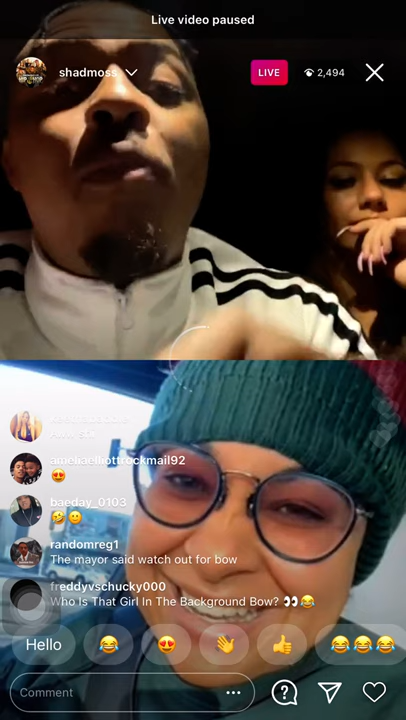 Live video paused
shadmoss
LIVE
2,494
ameliaelliottrockmail92
😍
baeday_0103
🤣🙂
randomreg1
The mayor said watch out for bow
freddyvschucky000
Who Is That Girl In The Background Bow? 👀😂
Hello 😂 😍 👋 👍 😂😂😂
Comment